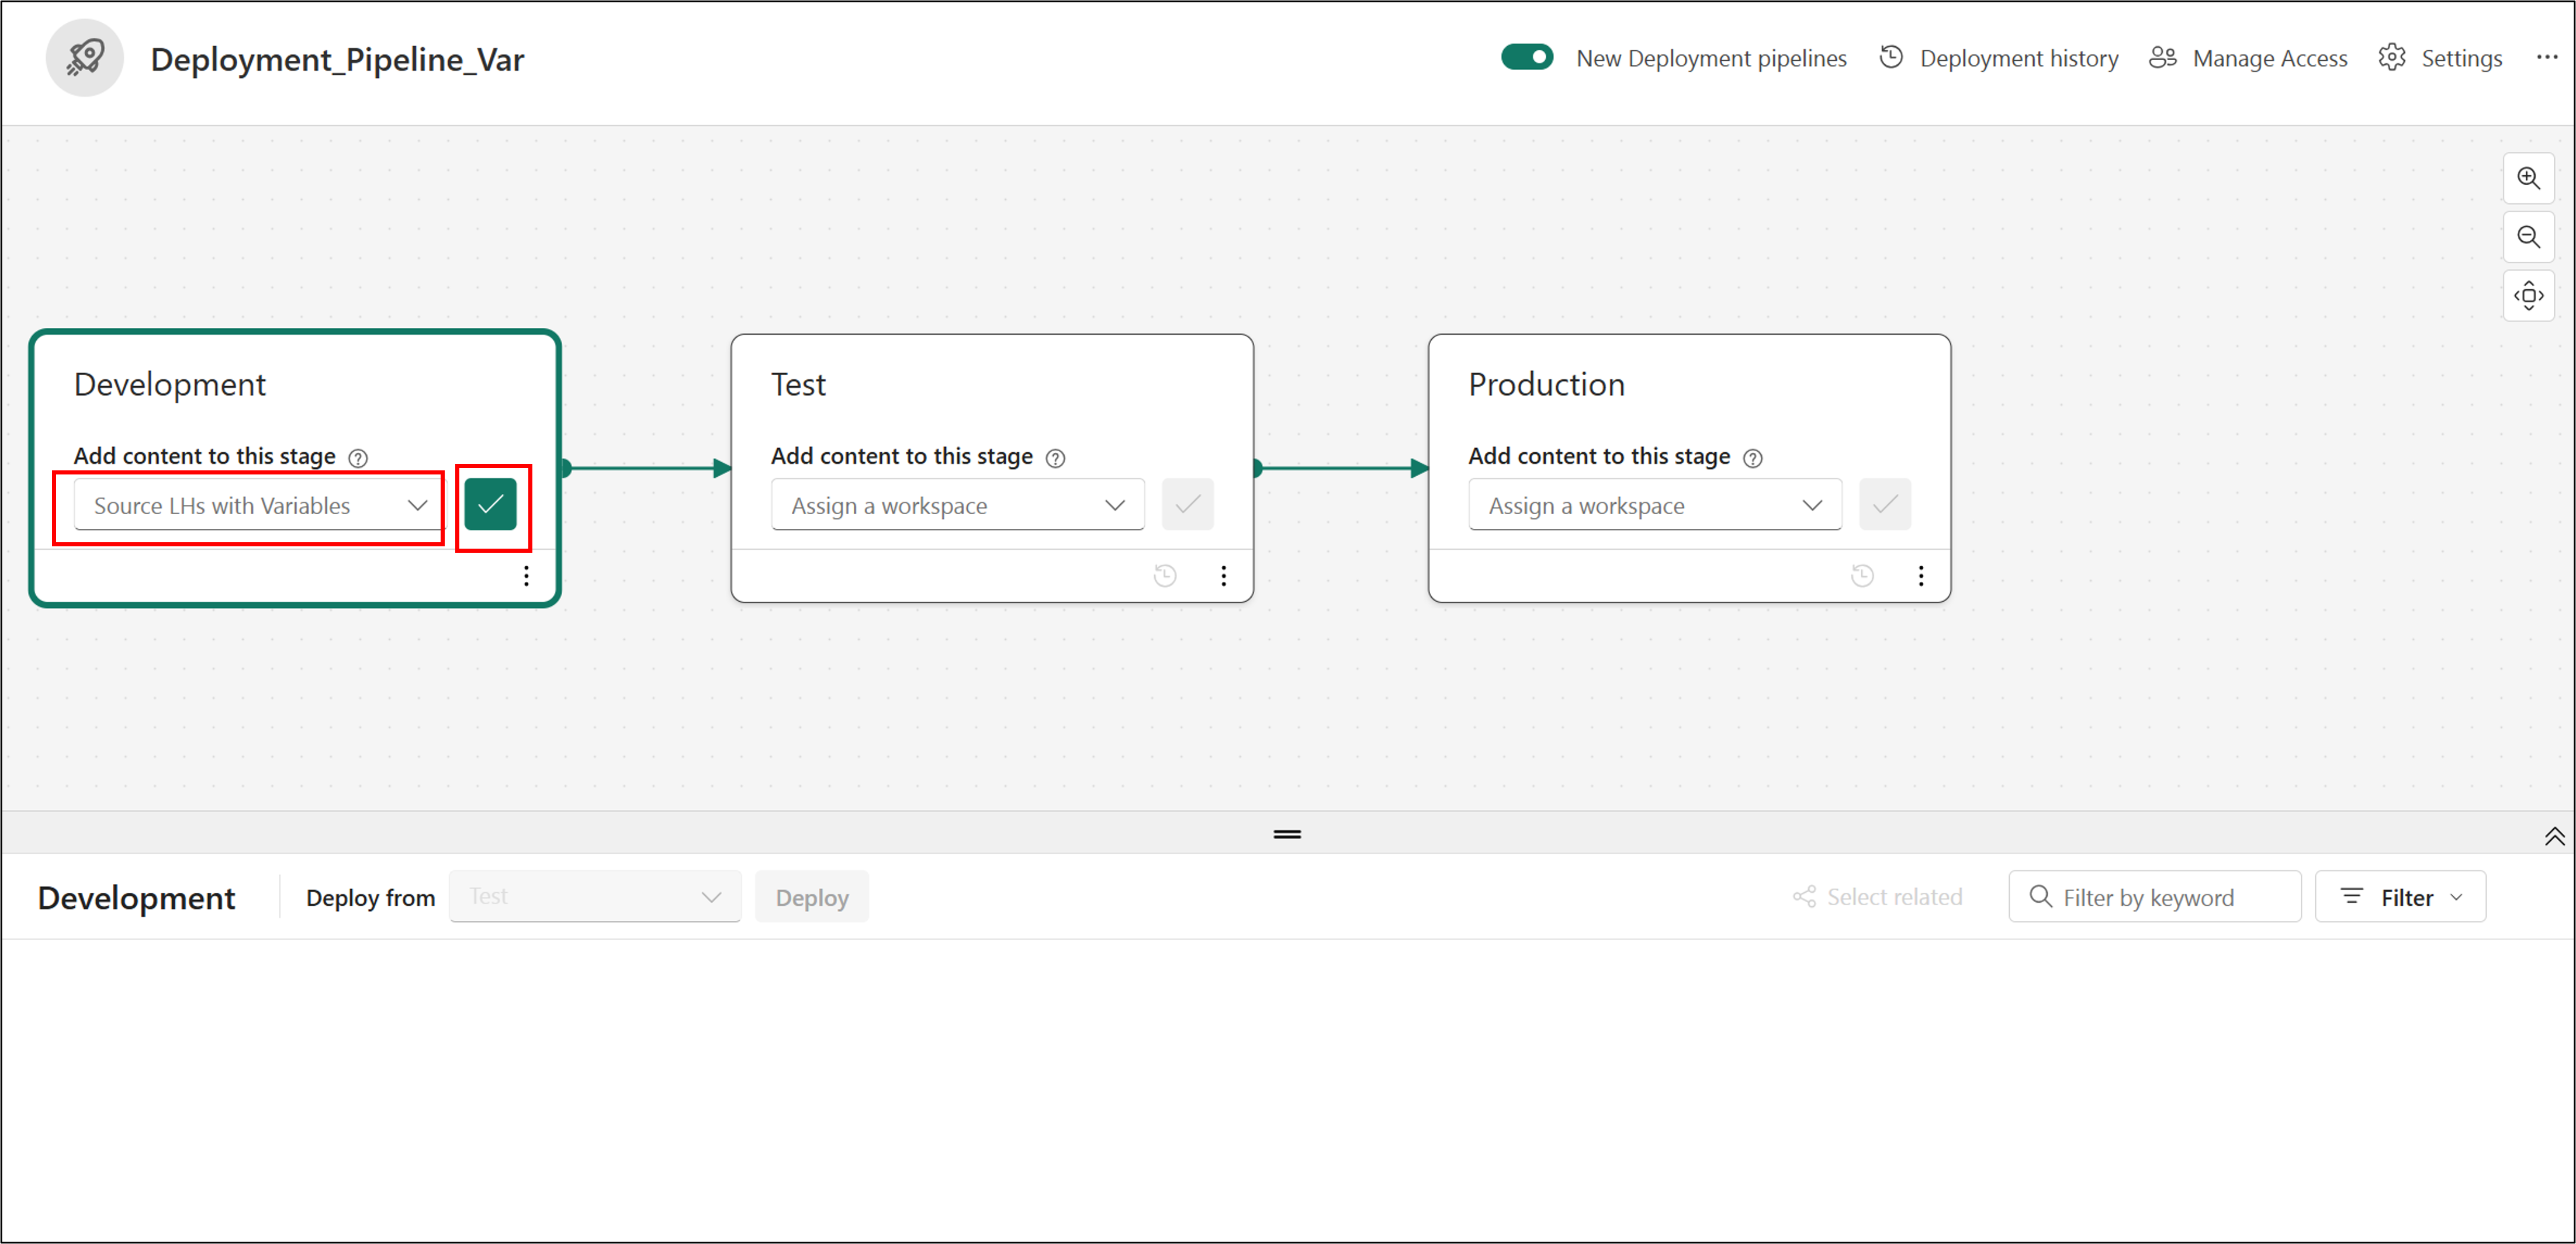 Deployment_Pipeline_Var
New Deployment pipelines
Deployment history
Manage Access
Settings
Development
Add content to this stage
Source LHs with Variables
Test
Add content to this stage
Assign a workspace
Production
Add content to this stage
Assign a workspace
Development
Deploy from
Test
Deploy
Select related
Filter by keyword
Filter